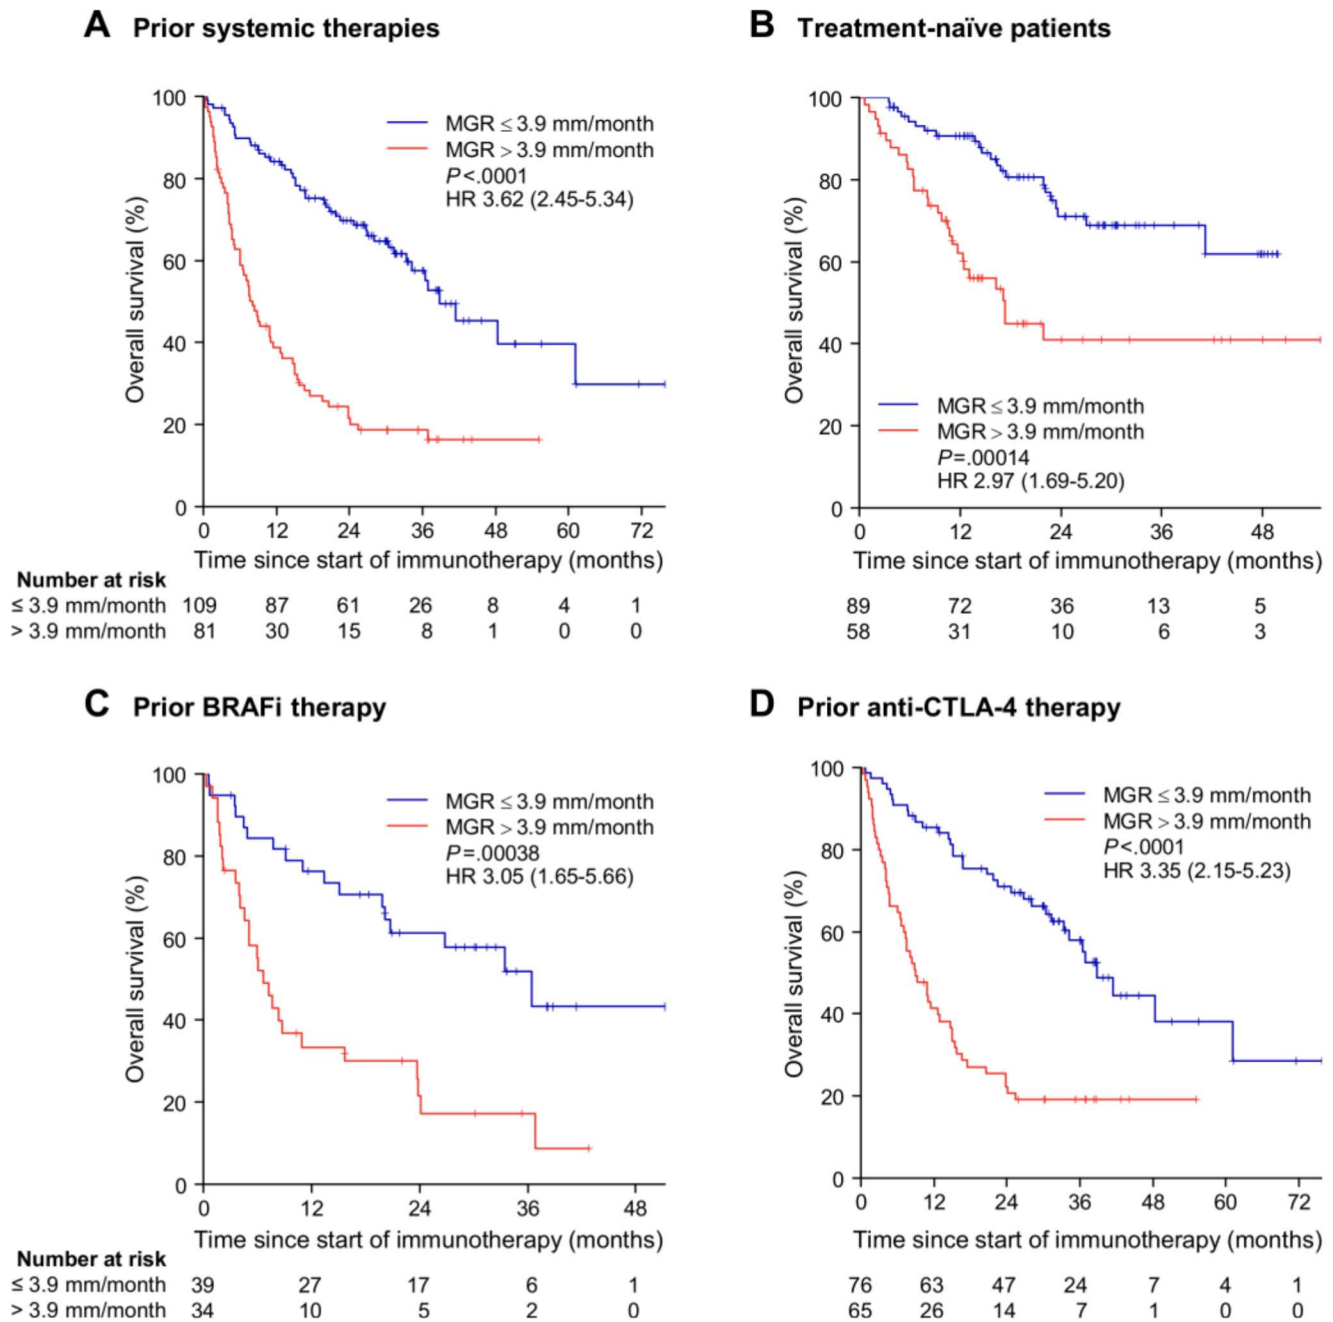 A Prior systemic therapies
100
80
60
40
20
0
Overall survival (%)
MGR ≤ 3.9 mm/month
MGR > 3.9 mm/month
P<.0001
HR 3.62 (2.45-5.34)
0 12 24 36 48 60 72
Time since start of immunotherapy (months)
Number at risk
≤ 3.9 mm/month 109 87 61 26 8 4 1
> 3.9 mm/month 81 30 15 8 1 0 0
B Treatment-naïve patients
100
80
60
40
20
0
Overall survival (%)
MGR ≤ 3.9 mm/month
MGR > 3.9 mm/month
P=.00014
HR 2.97 (1.69-5.20)
0 12 24 36 48
Time since start of immunotherapy (months)
89 72 36 13 5
58 31 10 6 3
C Prior BRAFi therapy
100
80
60
40
20
0
Overall survival (%)
MGR ≤ 3.9 mm/month
MGR > 3.9 mm/month
P=.00038
HR 3.05 (1.65-5.66)
0 12 24 36 48
Time since start of immunotherapy (months)
Number at risk
≤ 3.9 mm/month 39 27 17 6 1
> 3.9 mm/month 34 10 5 2 0
D Prior anti-CTLA-4 therapy
100
80
60
40
20
0
Overall survival (%)
MGR ≤ 3.9 mm/month
MGR > 3.9 mm/month
P<.0001
HR 3.35 (2.15-5.23)
0 12 24 36 48 60 72
Time since start of immunotherapy (months)
76 63 47 24 7 4 1
65 26 14 7 1 0 0